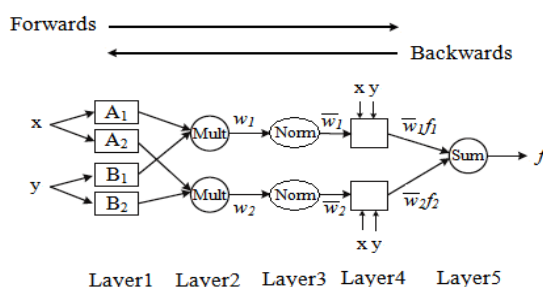 Forwards
Backwards
x y
A₁
w₁
w̅₁
w̅₁f₁
x
A₂
Mult
Norm
Sum
f
B₁
y
B₂
Mult
Norm
w₂
w̅₂
w̅₂f₂
x y
Layer1 Layer2 Layer3 Layer4 Layer5